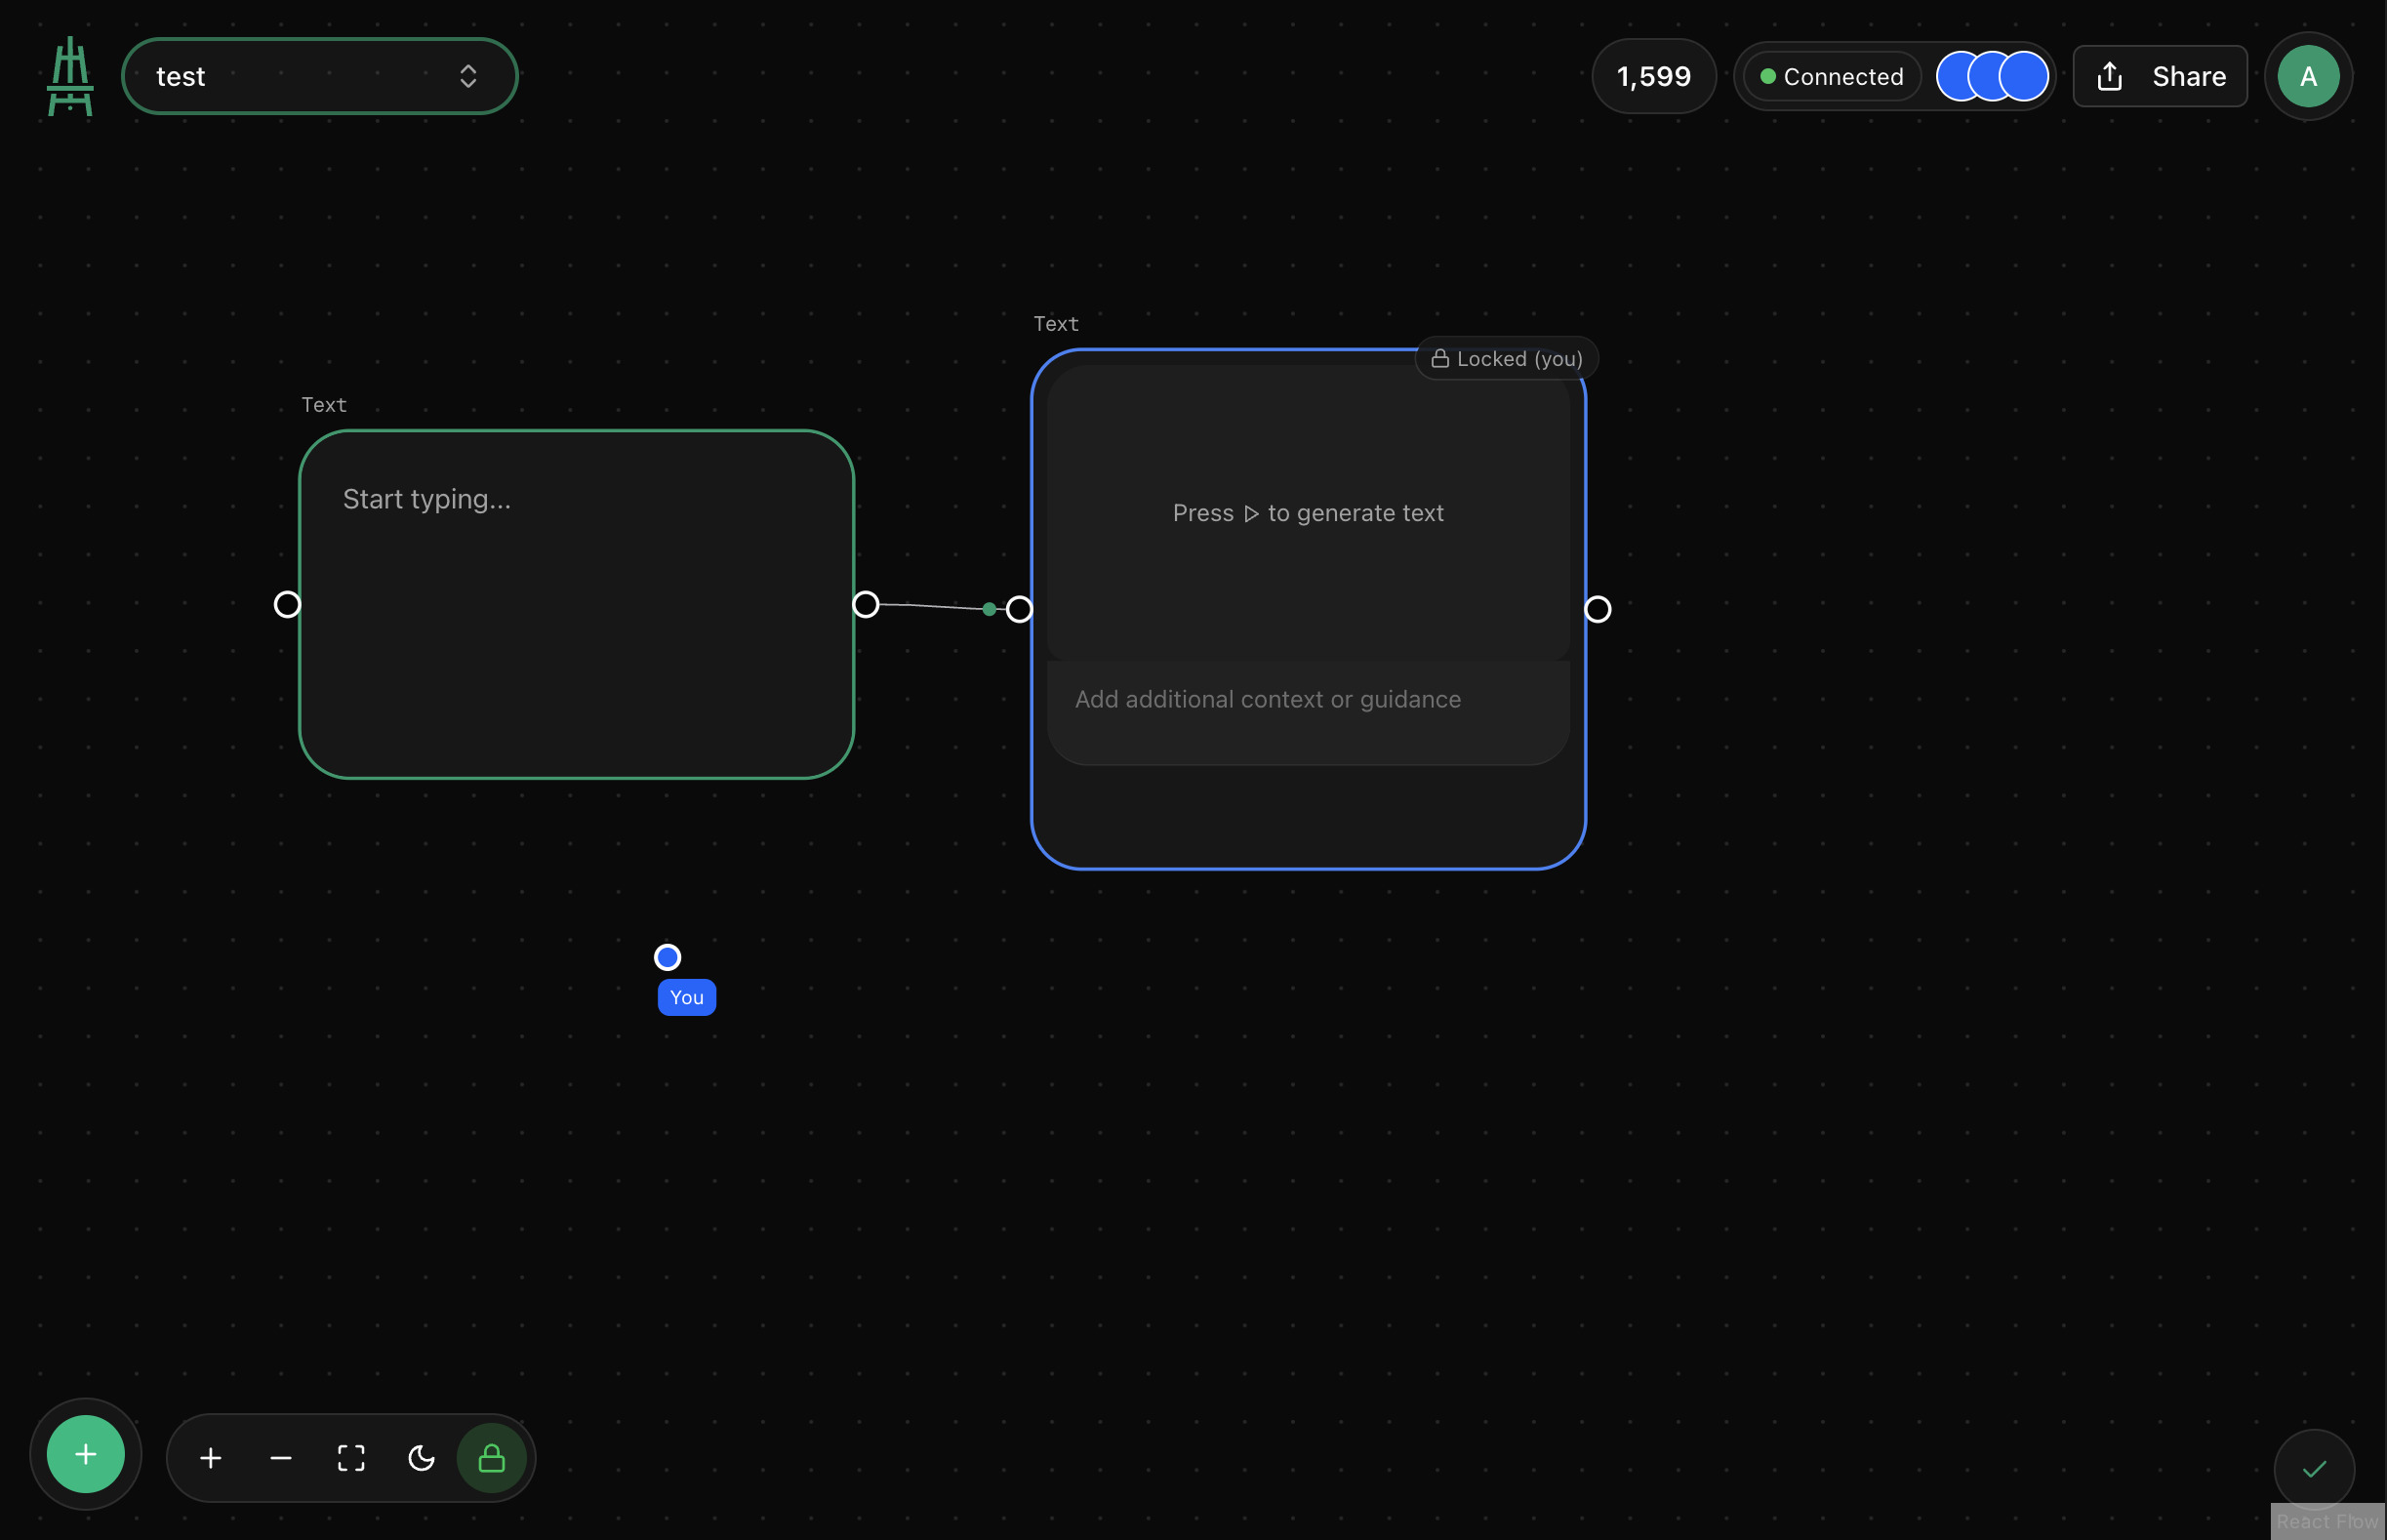 test
1,599
Connected
Share
A
Text
Locked (you)
Text
Start typing...
Press ▷ to generate text
Add additional context or guidance
You
React Flow